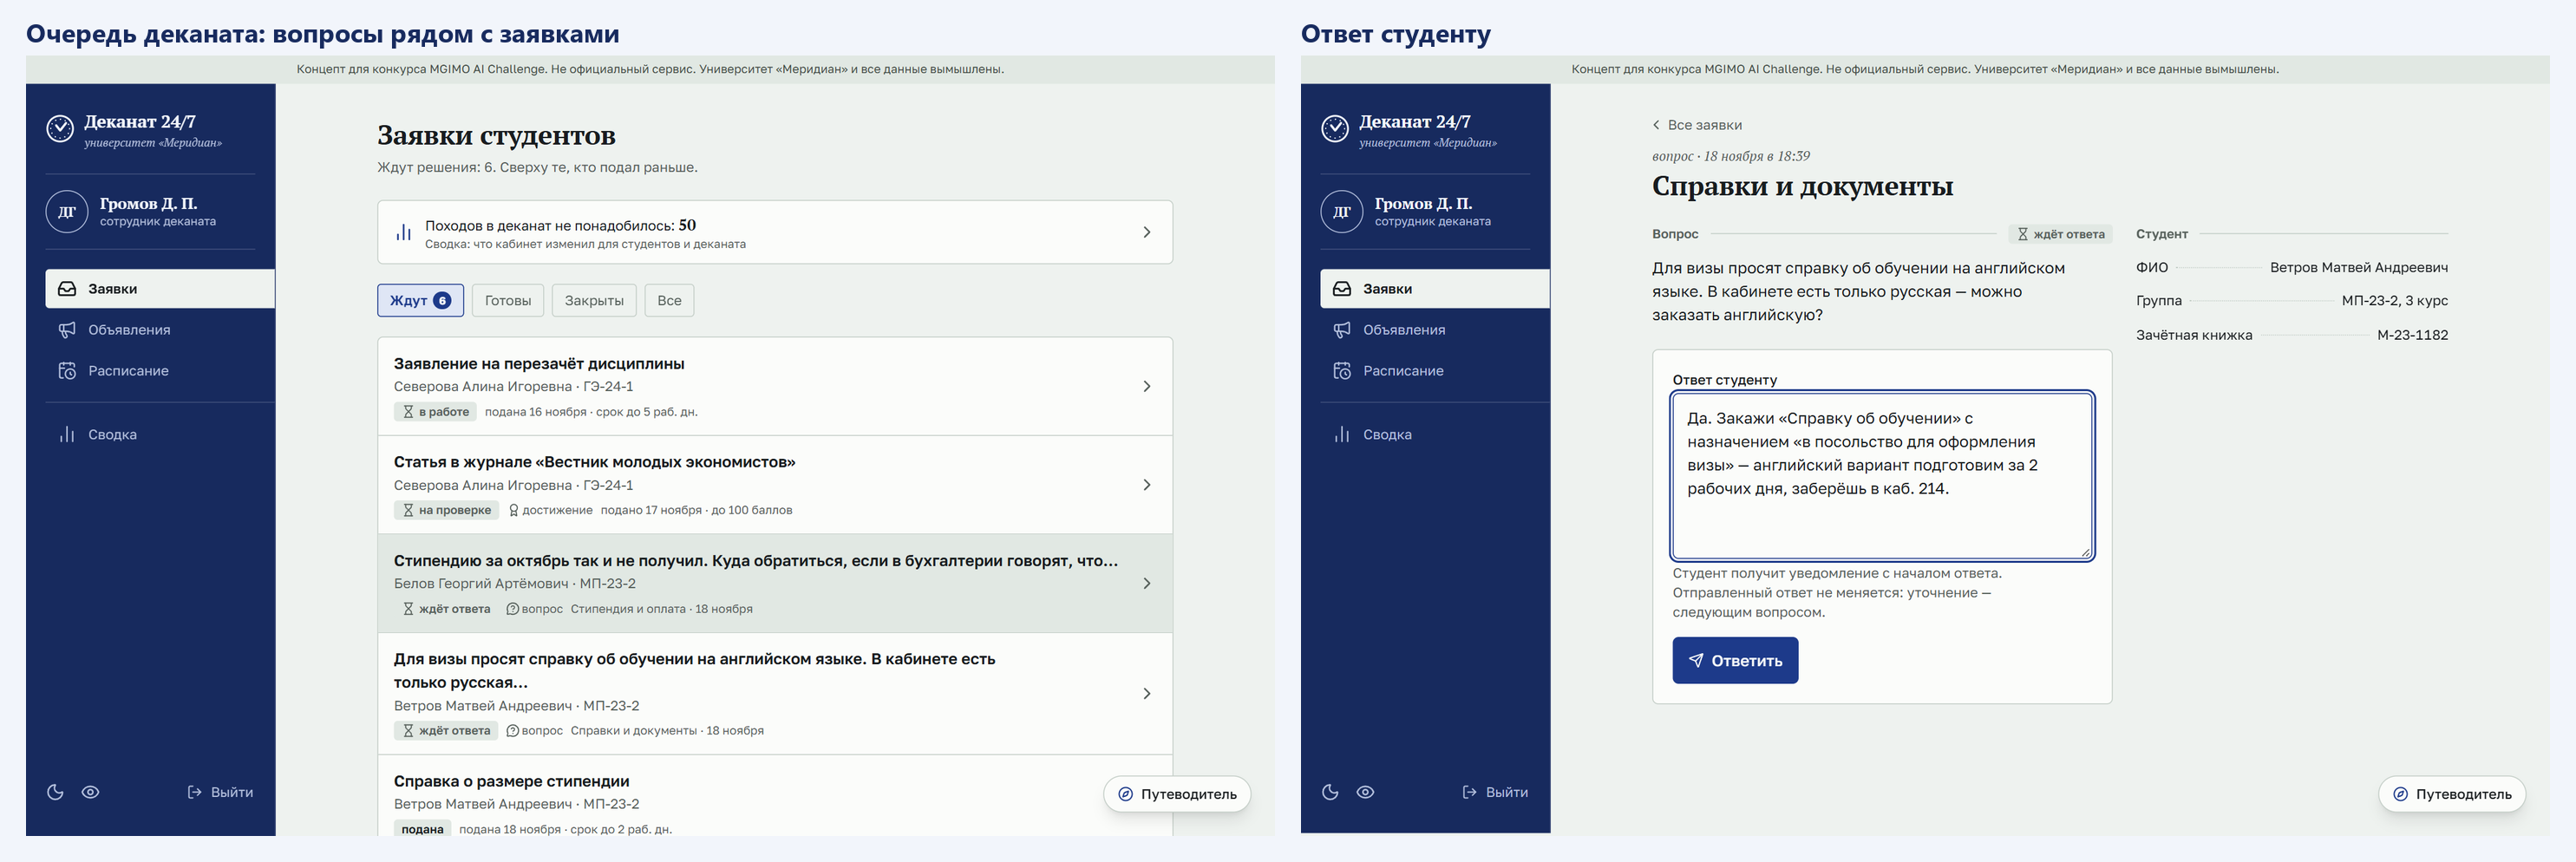 Очередь деканата: вопросы рядом с заявками
Концепт для конкурса MGIMO AI Challenge. Не официальный сервис. Университет «Меридиан» и все данные вымышлены.
Деканат 24/7
университет «Меридиан»
ДГ
Громов Д. П.
сотрудник деканата
Заявки
Объявления
Расписание
Сводка
Выйти
Заявки студентов
Ждут решения: 6. Сверху те, кто подал раньше.
Походов в деканат не понадобилось: 50
Сводка: что кабинет изменил для студентов и деканата
Ждут 6 Готовы Закрыты Все
Заявление на перезачёт дисциплины
Северова Алина Игоревна · ГЭ-24-1
в работе подана 16 ноября · срок до 5 раб. дн.
Статья в журнале «Вестник молодых экономистов»
Северова Алина Игоревна · ГЭ-24-1
на проверке достижение подано 17 ноября · до 100 баллов
Стипендию за октябрь так и не получил. Куда обратиться, если в бухгалтерии говорят, что…
Белов Георгий Артёмович · МП-23-2
ждёт ответа вопрос Стипендия и оплата · 18 ноября
Для визы просят справку об обучении на английском языке. В кабинете есть
только русская…
Ветров Матвей Андреевич · МП-23-2
ждёт ответа вопрос Справки и документы · 18 ноября
Справка о размере стипендии
Ветров Матвей Андреевич · МП-23-2
подана подана 18 ноября · срок до 2 раб. дн.
Путеводитель
Ответ студенту
Концепт для конкурса MGIMO AI Challenge. Не официальный сервис. Университет «Меридиан» и все данные вымышлены.
Деканат 24/7
университет «Меридиан»
ДГ
Громов Д. П.
сотрудник деканата
Заявки
Объявления
Расписание
Сводка
Выйти
Все заявки
вопрос · 18 ноября в 18:39
Справки и документы
Вопрос ждёт ответа
Для визы просят справку об обучении на английском
языке. В кабинете есть только русская — можно
заказать английскую?
Ответ студенту
Да. Закажи «Справку об обучении» с
назначением «в посольство для оформления
визы» — английский вариант подготовим за 2
рабочих дня, заберёшь в каб. 214.
Студент получит уведомление с началом ответа.
Отправленный ответ не меняется: уточнение —
следующим вопросом.
Ответить
Студент
ФИО Ветров Матвей Андреевич
Группа МП-23-2, 3 курс
Зачётная книжка М-23-1182
Путеводитель